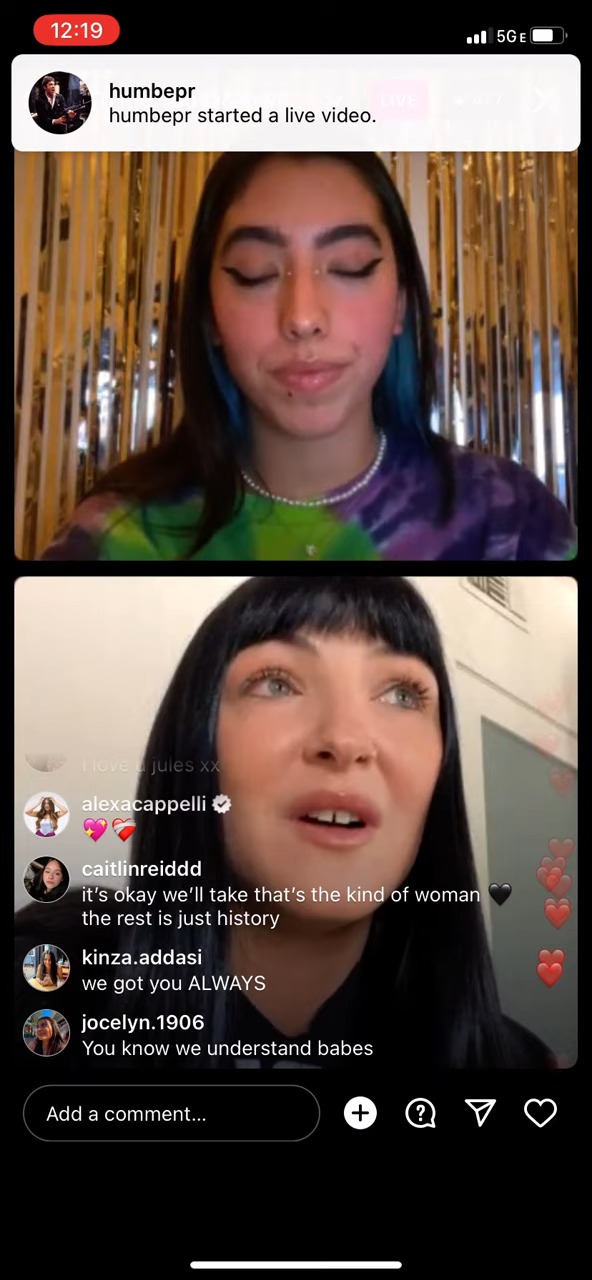 12:19
5GE
humbepr
humbepr started a live video.
LIVE
I love u jules xx
alexacappelli
💖❤️‍🩹
caitlinreiddd
it's okay we'll take that's the kind of woman 🖤
the rest is just history
kinza.addasi
we got you ALWAYS
jocelyn.1906
You know we understand babes
Add a comment...